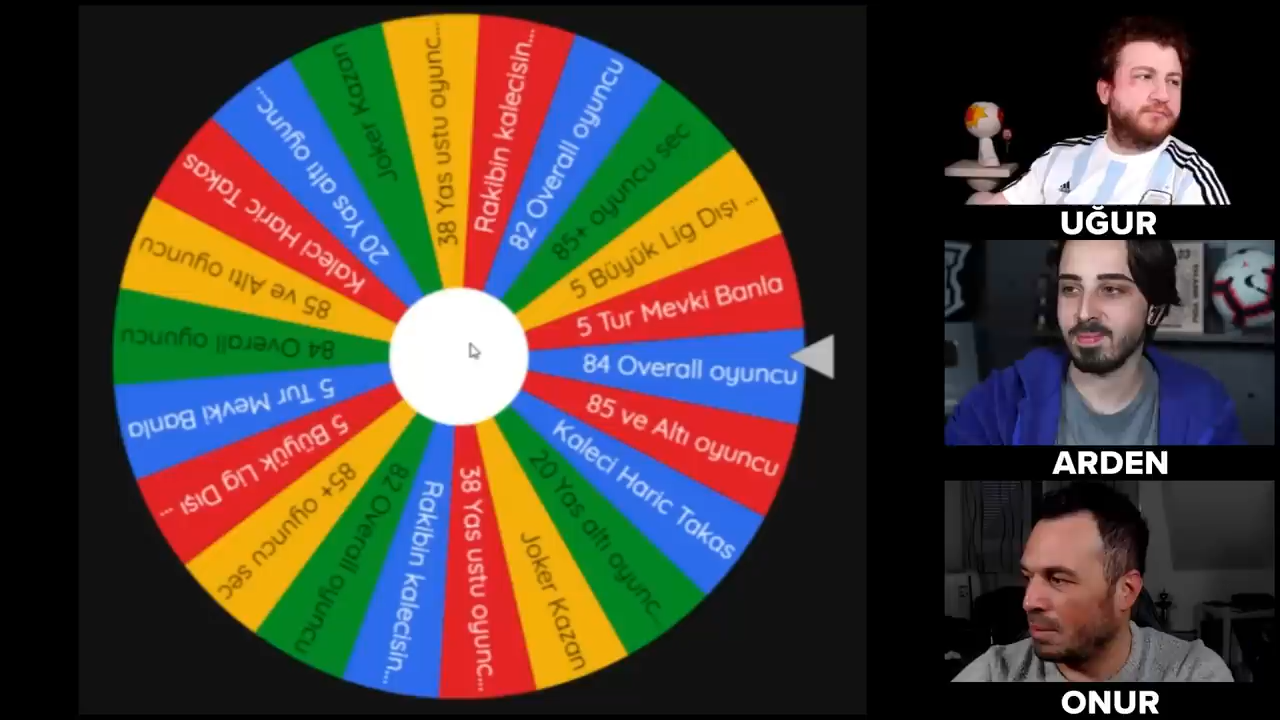 38 Yas ustu oyunc...
Rakibin kalecisin...
82 Overall oyuncu
85+ oyuncu sec
5 Büyük Lig Dışı ...
5 Tur Mevki Banla
84 Overall oyuncu
85 ve Altı oyuncu
Kaleci Haric Takas
20 Yas altı oyunc...
Joker Kazan
38 Yas ustu oyunc...
Rakibin kalecisin...
82 Overall oyuncu
85+ oyuncu sec
5 Büyük Lig Dışı ...
5 Tur Mevki Banla
84 Overall oyuncu
85 ve Altı oyuncu
Kaleci Haric Takas
20 Yas altı oyunc...
Joker Kazan
UĞUR
ARDEN
ONUR